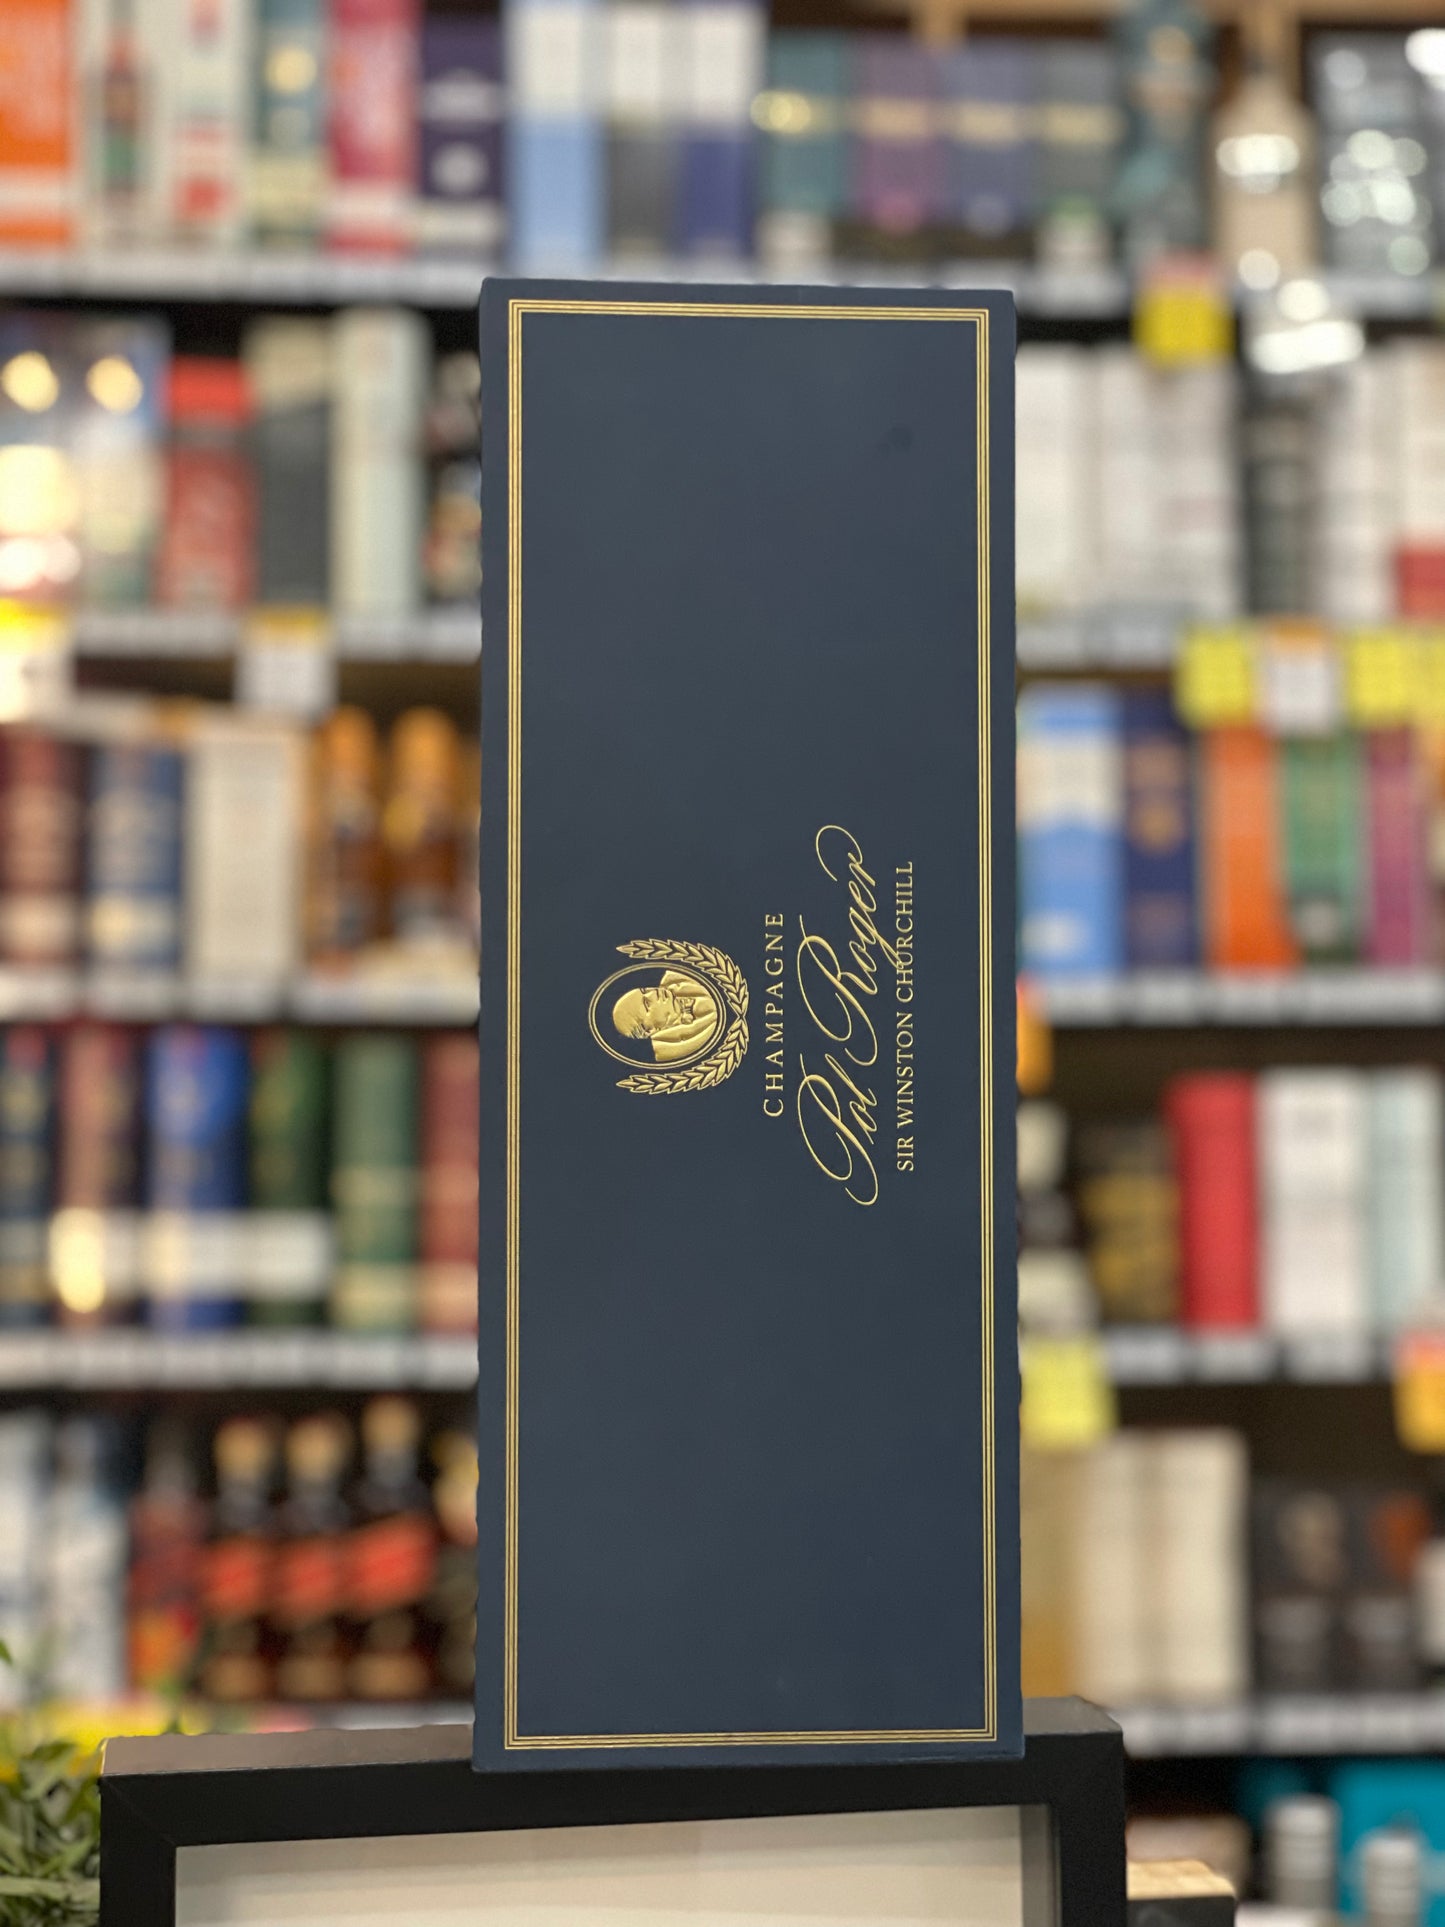 CHAMPAGNE
Pol Roger
SIR WINSTON CHURCHILL